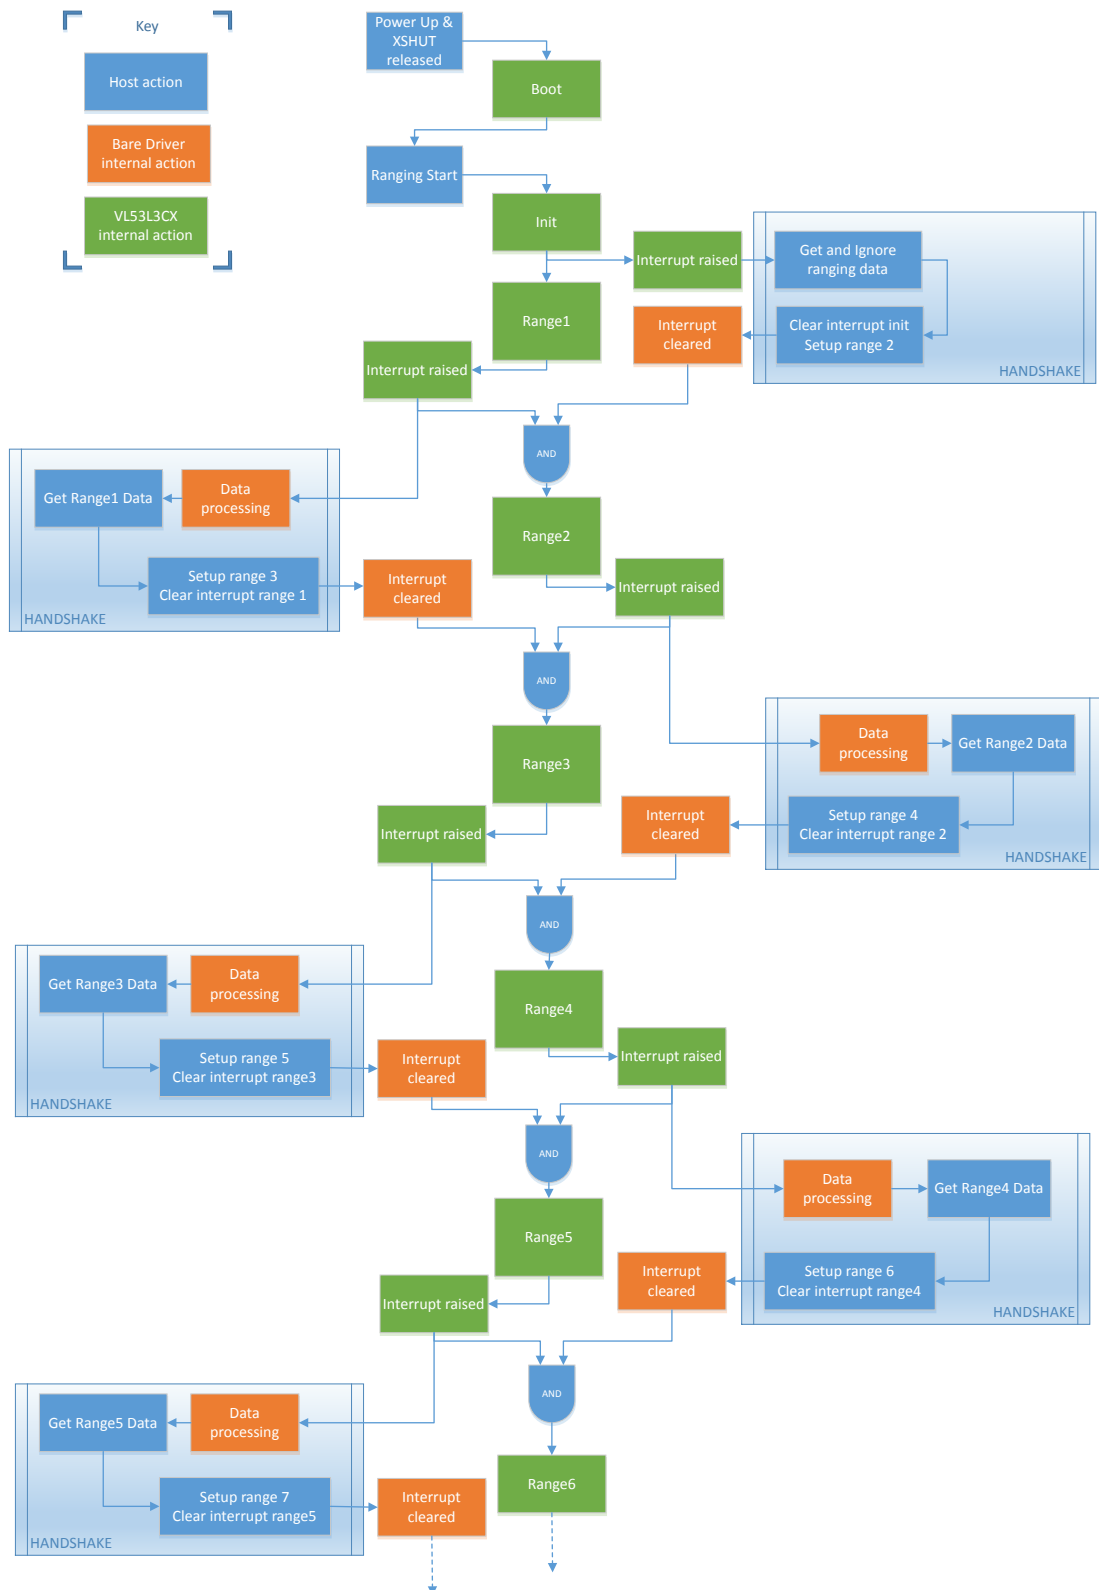 Key
Host action
Bare Driver
internal action
VL53L3CX
internal action
Power Up &
XSHUT
released
Boot
Ranging Start
Init
Interrupt raised
Get and Ignore
ranging data
Range1
Interrupt
cleared
Clear interrupt init
Setup range 2
HANDSHAKE
Interrupt raised
AND
Get Range1 Data
Data
processing
Range2
Setup range 3
Clear interrupt range 1
HANDSHAKE
Interrupt
cleared
Interrupt raised
AND
Range3
Data
processing
Get Range2 Data
Interrupt raised
Interrupt
cleared
Setup range 4
Clear interrupt range 2
HANDSHAKE
AND
Get Range3 Data
Data
processing
Range4
Setup range 5
Clear interrupt range3
HANDSHAKE
Interrupt
cleared
Interrupt raised
AND
Data
processing
Get Range4 Data
Range5
Interrupt raised
Interrupt
cleared
Setup range 6
Clear interrupt range4
HANDSHAKE
AND
Get Range5 Data
Data
processing
Range6
Setup range 7
Clear interrupt range5
HANDSHAKE
Interrupt
cleared